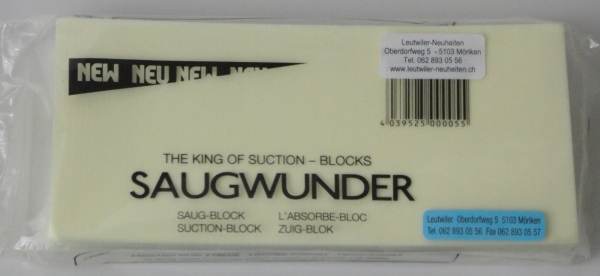 Leutwiler-Neuheiten
Oberdorfweg 5 - 5103 Möriken
Tel. 062 893 05 56
www.leutwiler-neuheiten.ch
NEW NEU NEW NEU
4 039525 000055
THE KING OF SUCTION – BLOCKS
SAUGWUNDER
SAUG-BLOCK L'ABSORBE-BLOC
SUCTION-BLOCK ZUIG-BLOK
Leutwiler Oberdorfweg 5 5103 Möriken
Tel. 062 893 05 56 Fax 062 893 05 57